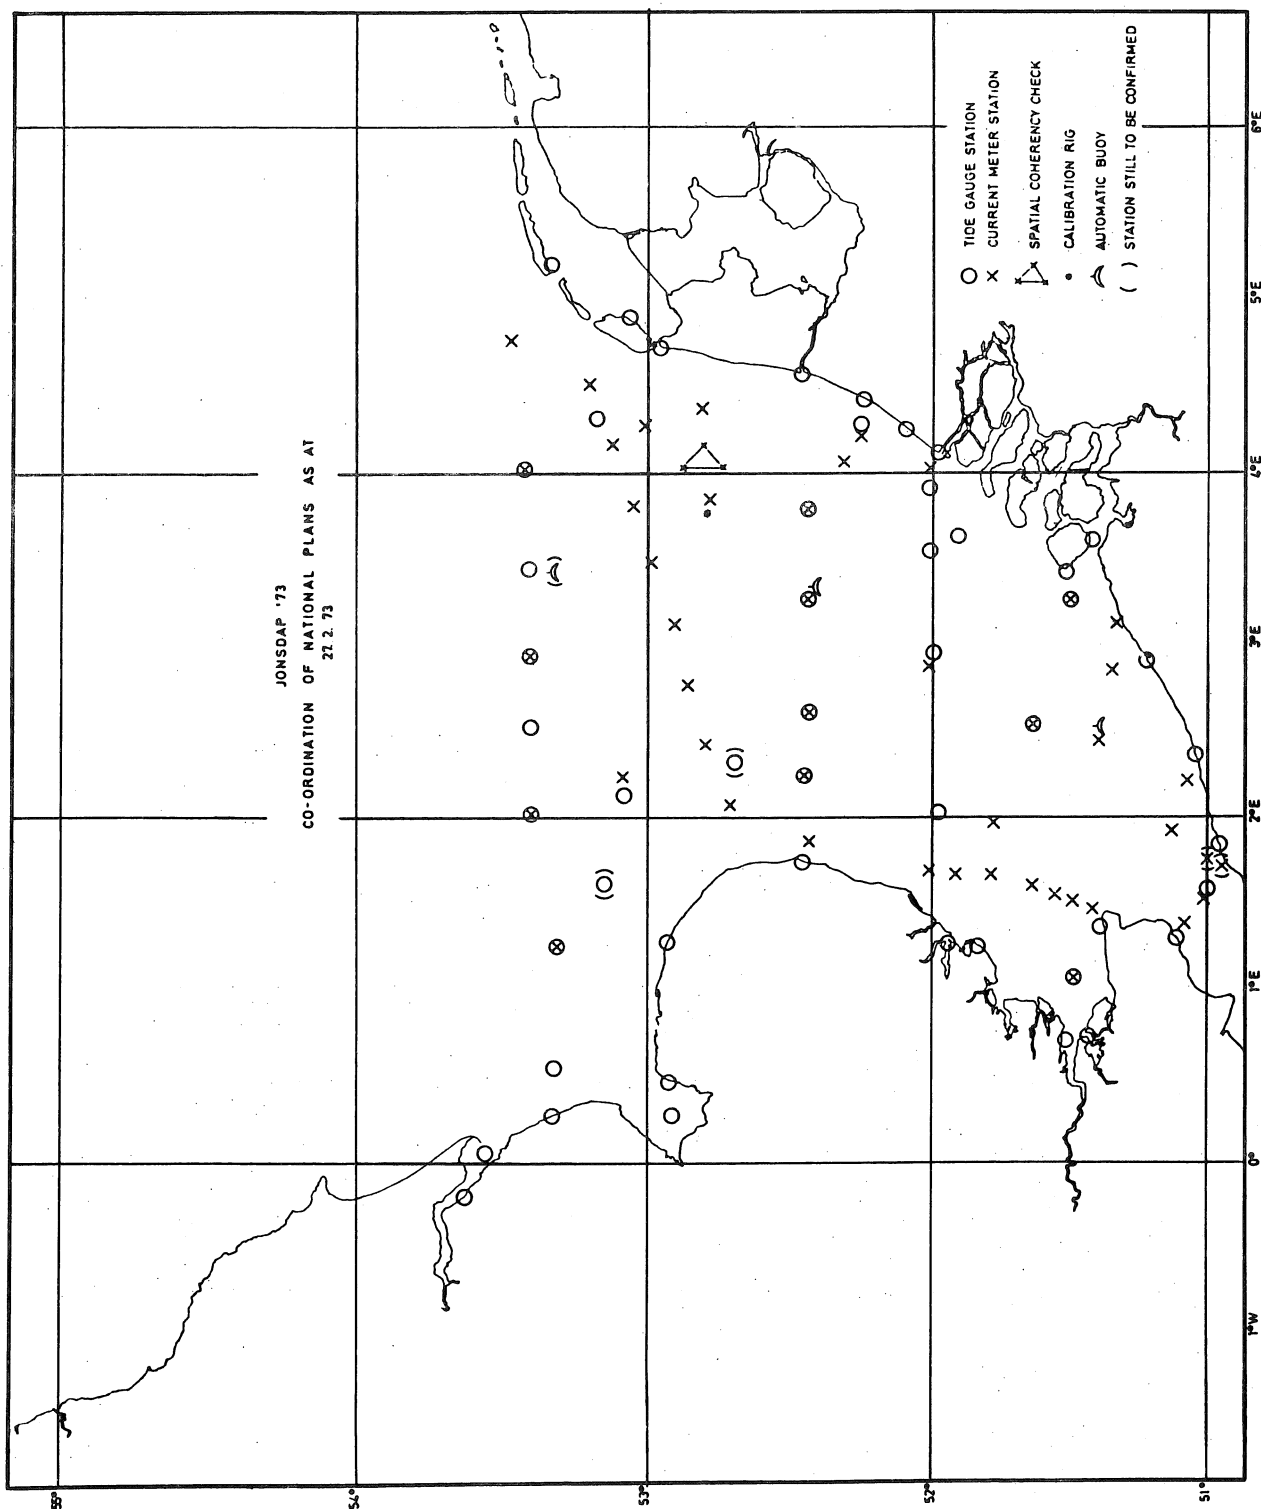 JONSDAP '73
CO-ORDINATION OF NATIONAL PLANS AS AT
27. 2. 73
TIDE GAUGE STATION
CURRENT METER STATION
SPATIAL COHERENCY CHECK
CALIBRATION RIG
AUTOMATIC BUOY
( ) STATION STILL TO BE CONFIRMED
55°
54°
53°
52°
51°
1°W
0°
1°E
2°E
3°E
4°E
5°E
6°E